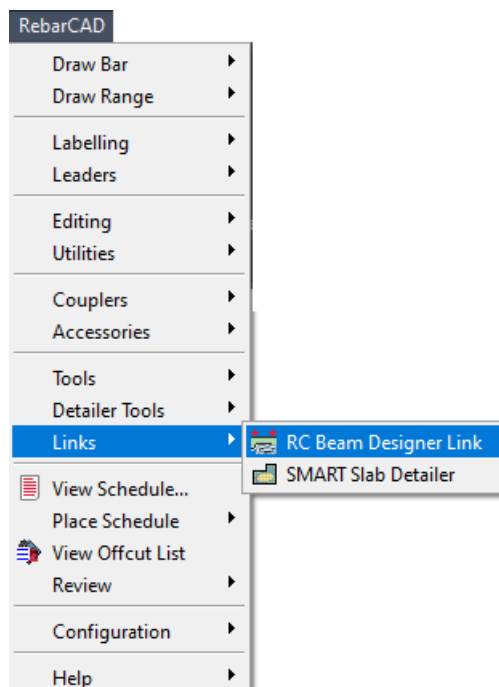 RebarCAD
Draw Bar
Draw Range
Labelling
Leaders
Editing
Utilities
Couplers
Accessories
Tools
Detailer Tools
Links
RC Beam Designer Link
SMART Slab Detailer
View Schedule...
Place Schedule
View Offcut List
Review
Configuration
Help